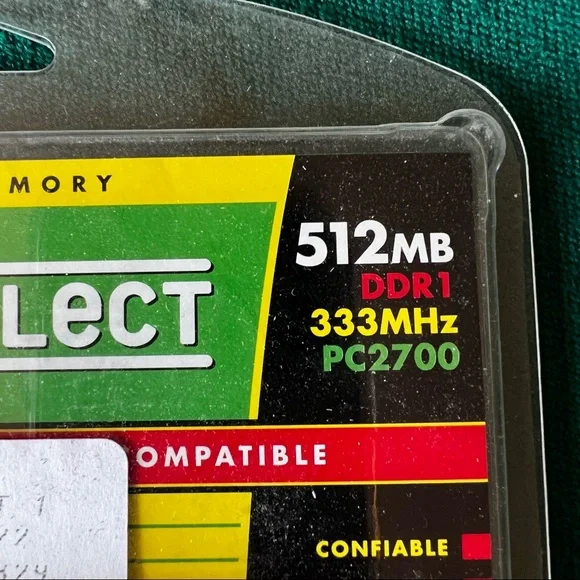 MORY
LECT
512MB
DDR1
333MHz
PC2700
OMPATIBLE
CONFIABLE